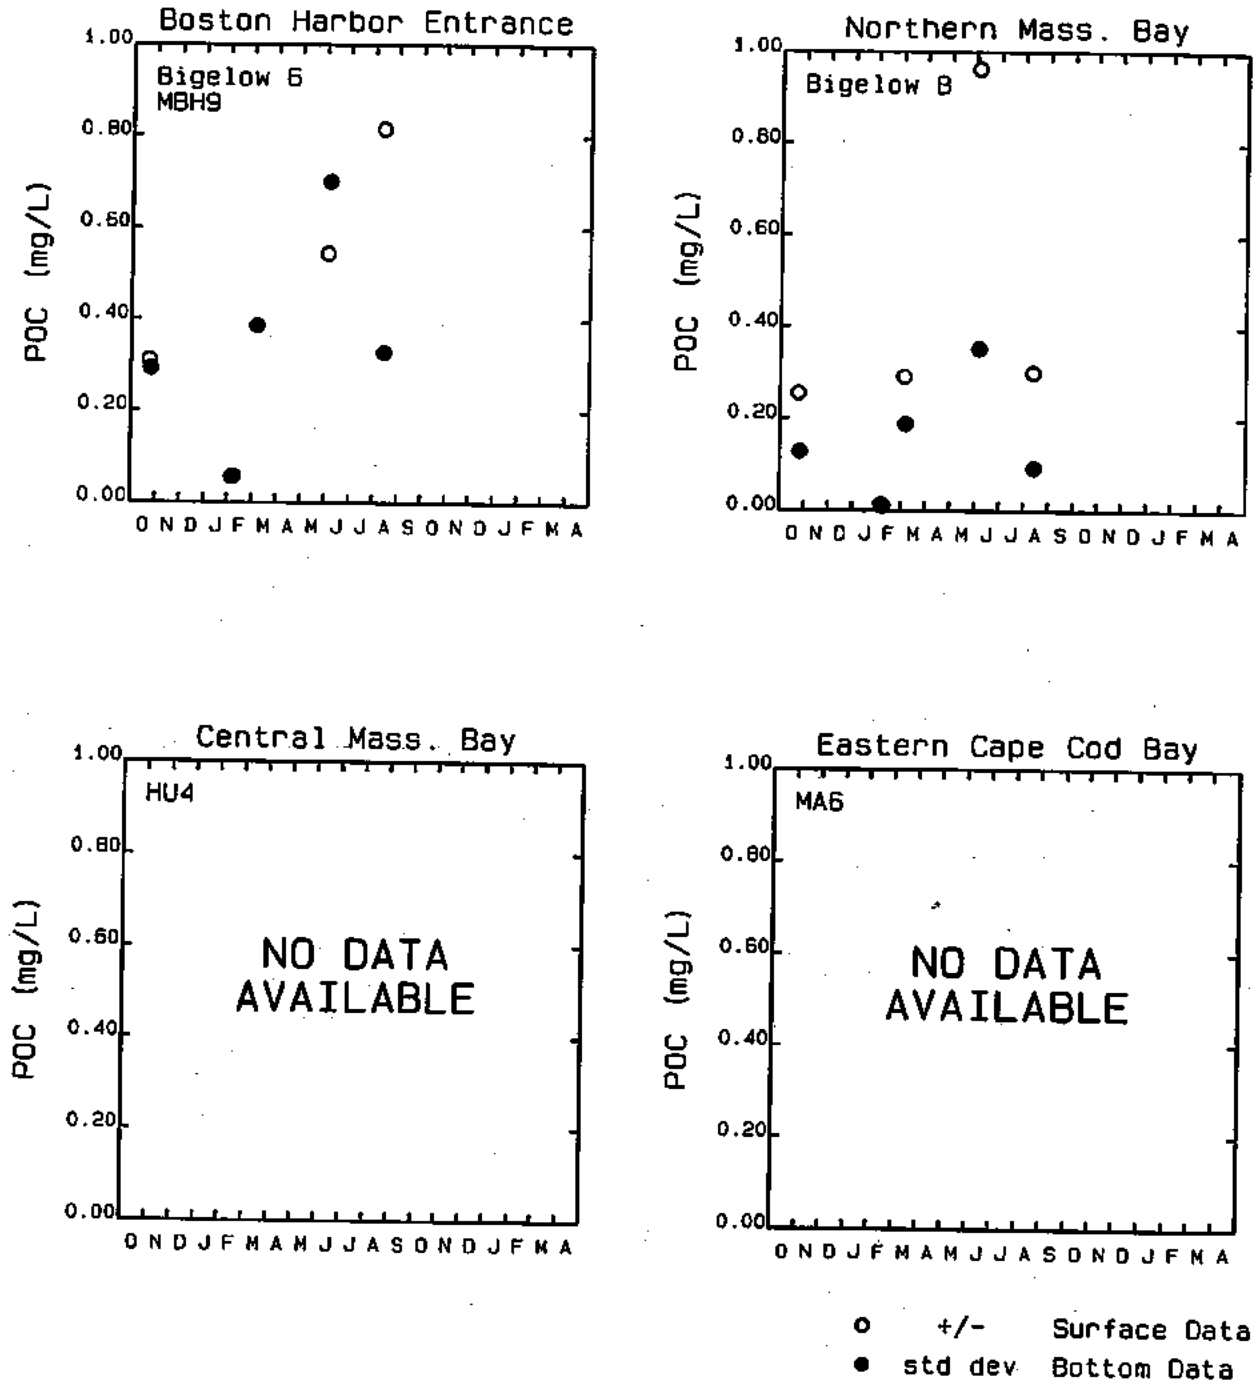 Boston Harbor Entrance
Bigelow 6
MBH9
POC (mg/L)
1.00
0.80
0.60
0.40
0.20
0.00
O N D J F M A M J J A S O N D J F M A
Northern Mass. Bay
Bigelow B
POC (mg/L)
1.00
0.80
0.60
0.40
0.20
0.00
O N D J F M A M J J A S O N D J F M A
Central Mass. Bay
HU4
POC (mg/L)
1.00
0.80
0.60
0.40
0.20
0.00
NO DATA
AVAILABLE
O N D J F M A M J J A S O N D J F M A
Eastern Cape Cod Bay
MA6
POC (mg/L)
1.00
0.80
0.60
0.40
0.20
0.00
NO DATA
AVAILABLE
O N D J F M A M J J A S O N D J F M A
+/- Surface Data
std dev Bottom Data